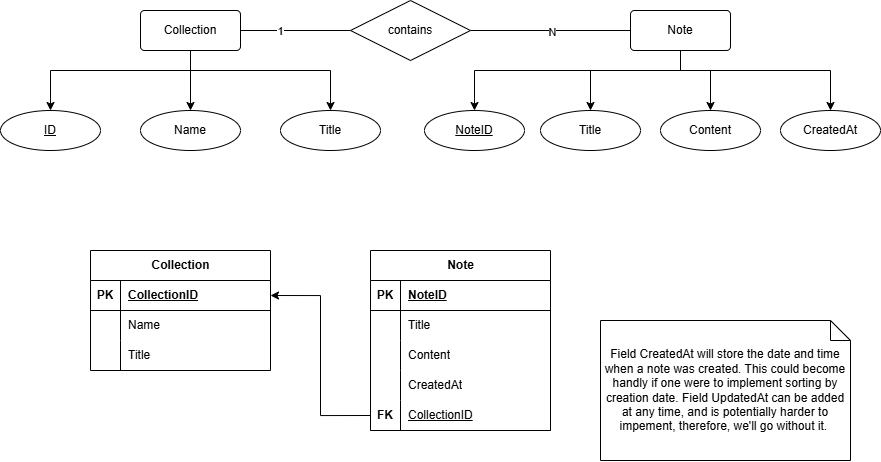 Collection
1
contains
N
Note
ID
Name
Title
NoteID
Title
Content
CreatedAt
Collection
PK CollectionID
Name
Title
Note
PK NoteID
Title
Content
CreatedAt
FK CollectionID
Field CreatedAt will store the date and time
when a note was created. This could become
handly if one were to implement sorting by
creation date. Field UpdatedAt can be added
at any time, and is potentially harder to
impement, therefore, we'll go without it.